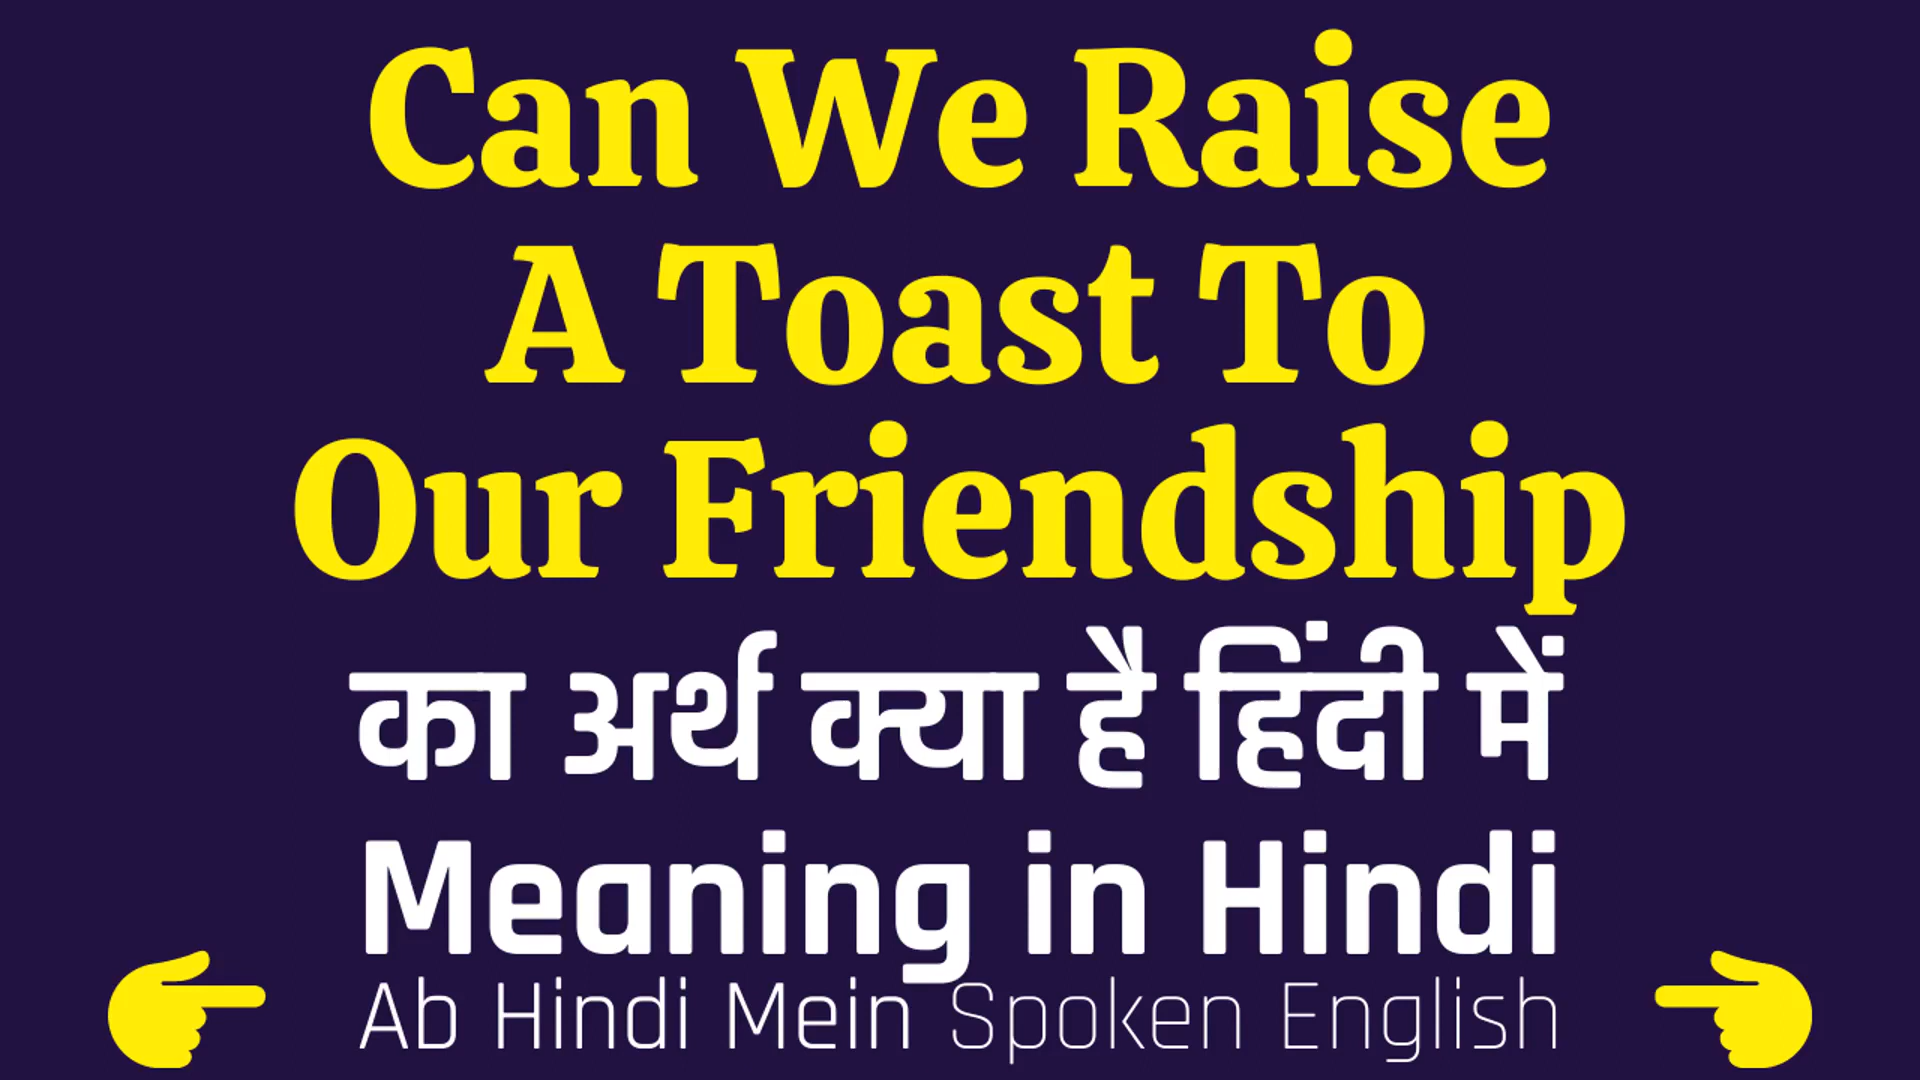 Can We Raise
A Toast To
Our Friendship
का अर्थ क्या है हिंदी में
Meaning in Hindi
Ab Hindi Mein Spoken English